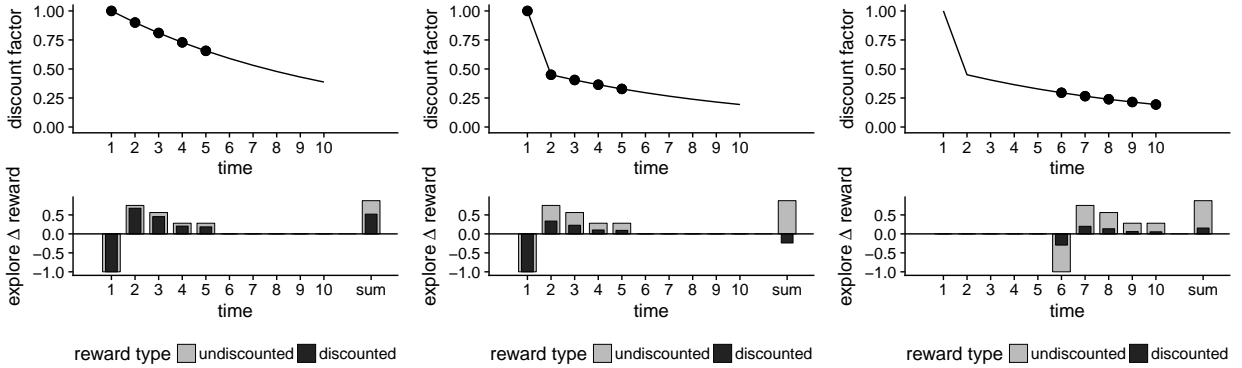 discount factor
1.00
0.75
0.50
0.25
0.00
1 2 3 4 5 6 7 8 9 10
time
explore Δ reward
0.5
0.0
−0.5
−1.0
1 2 3 4 5 6 7 8 9 10 sum
time
reward type undiscounted discounted
discount factor
1.00
0.75
0.50
0.25
0.00
1 2 3 4 5 6 7 8 9 10
time
explore Δ reward
0.5
0.0
−0.5
−1.0
1 2 3 4 5 6 7 8 9 10 sum
time
reward type undiscounted discounted
discount factor
1.00
0.75
0.50
0.25
0.00
1 2 3 4 5 6 7 8 9 10
time
explore Δ reward
0.5
0.0
−0.5
−1.0
1 2 3 4 5 6 7 8 9 10 sum
time
reward type undiscounted discounted